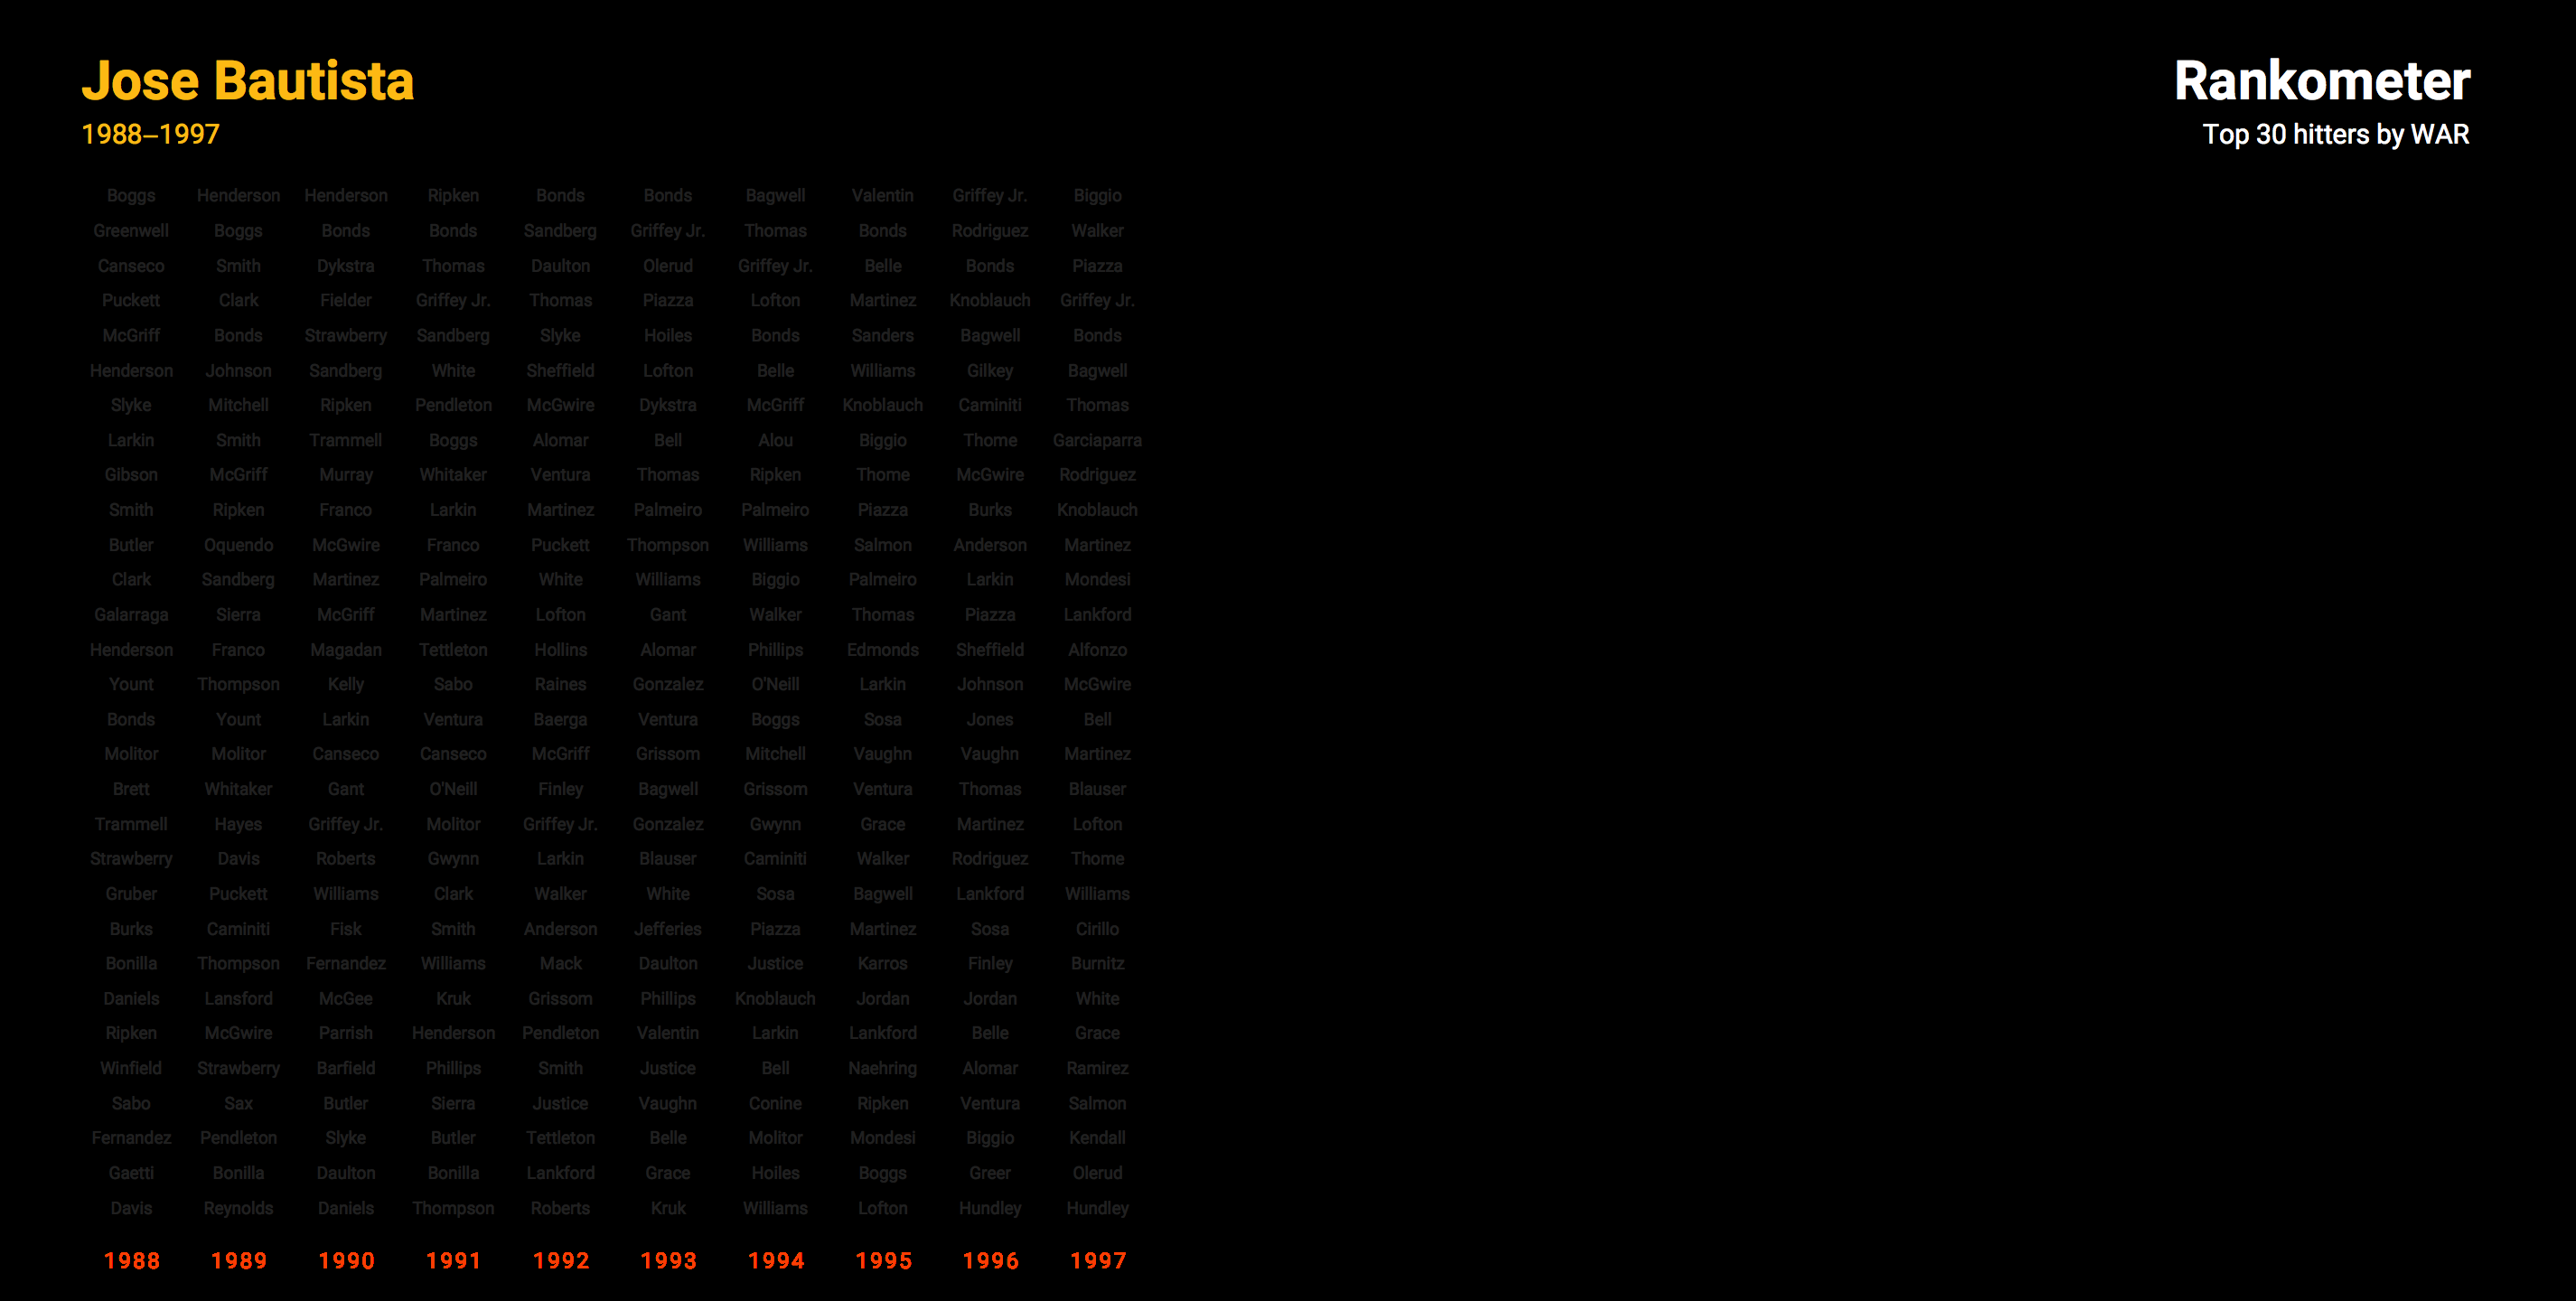 Jose Bautista
1988–1997
Rankometer
Top 30 hitters by WAR
Boggs Henderson Henderson Ripken Bonds Bonds Bagwell Valentin Griffey Jr. Biggio
Greenwell Boggs Bonds Bonds Sandberg Griffey Jr. Thomas Bonds Rodriguez Walker
Canseco Smith Dykstra Thomas Daulton Olerud Griffey Jr. Belle Bonds Piazza
Puckett Clark Fielder Griffey Jr. Thomas Piazza Lofton Martinez Knoblauch Griffey Jr.
McGriff Bonds Strawberry Sandberg Slyke Hoiles Bonds Sanders Bagwell Bonds
Henderson Johnson Sandberg White Sheffield Lofton Belle Williams Gilkey Bagwell
Slyke Mitchell Ripken Pendleton McGwire Dykstra McGriff Knoblauch Caminiti Thomas
Larkin Smith Trammell Boggs Alomar Bell Alou Biggio Thome Garciaparra
Gibson McGriff Murray Whitaker Ventura Thomas Ripken Thome McGwire Rodriguez
Smith Ripken Franco Larkin Martinez Palmeiro Palmeiro Piazza Burks Knoblauch
Butler Oquendo McGwire Franco Puckett Thompson Williams Salmon Anderson Martinez
Clark Sandberg Martinez Palmeiro White Williams Biggio Palmeiro Larkin Mondesi
Galarraga Sierra McGriff Martinez Lofton Gant Walker Thomas Piazza Lankford
Henderson Franco Magadan Tettleton Hollins Alomar Phillips Edmonds Sheffield Alfonzo
Yount Thompson Kelly Sabo Raines Gonzalez O'Neill Larkin Johnson McGwire
Bonds Yount Larkin Ventura Baerga Ventura Boggs Sosa Jones Bell
Molitor Molitor Canseco Canseco McGriff Grissom Mitchell Vaughn Vaughn Martinez
Brett Whitaker Gant O'Neill Finley Bagwell Grissom Ventura Thomas Blauser
Trammell Hayes Griffey Jr. Molitor Griffey Jr. Gonzalez Gwynn Grace Martinez Lofton
Strawberry Davis Roberts Gwynn Larkin Blauser Caminiti Walker Rodriguez Thome
Gruber Puckett Williams Clark Walker White Sosa Bagwell Lankford Williams
Burks Caminiti Fisk Smith Anderson Jefferies Piazza Martinez Sosa Cirillo
Bonilla Thompson Fernandez Williams Mack Daulton Justice Karros Finley Burnitz
Daniels Lansford McGee Kruk Grissom Phillips Knoblauch Jordan Jordan White
Ripken McGwire Parrish Henderson Pendleton Valentin Larkin Lankford Belle Grace
Winfield Strawberry Barfield Phillips Smith Justice Bell Naehring Alomar Ramirez
Sabo Sax Butler Sierra Justice Vaughn Conine Ripken Ventura Salmon
Fernandez Pendleton Slyke Butler Tettleton Belle Molitor Mondesi Biggio Kendall
Gaetti Bonilla Daulton Bonilla Lankford Grace Hoiles Boggs Greer Olerud
Davis Reynolds Daniels Thompson Roberts Kruk Williams Lofton Hundley Hundley
1988 1989 1990 1991 1992 1993 1994 1995 1996 1997